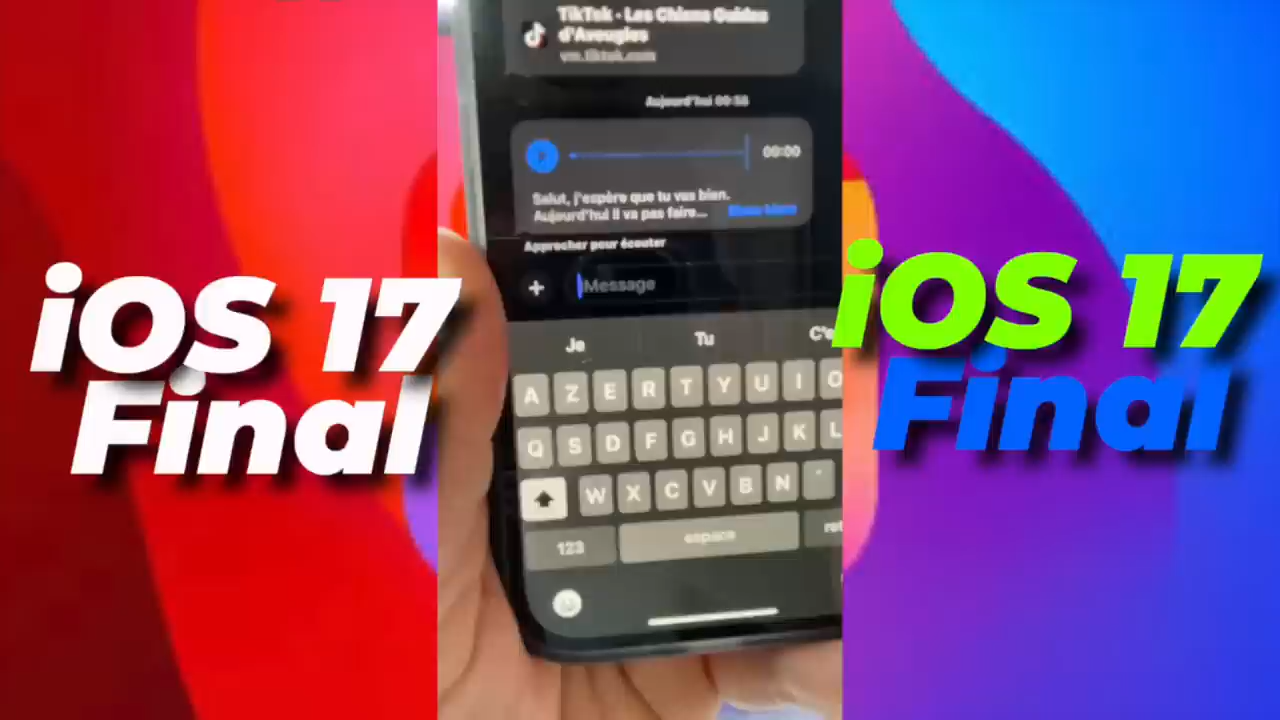 TikTok · Les Chiens Guides
d'Aveugles
vm.tiktok.com
Aujourd'hui 00:58
00:00
Salut, j'espère que tu vas bien.
Aujourd'hui il va pas faire...
Approcher pour écouter
+
Message
Je
Tu
C'e
A Z E R T Y U I O
Q S D F G H J K L
W X C V B N '
123
espace
ret
iOS 17
Final
iOS 17
Final